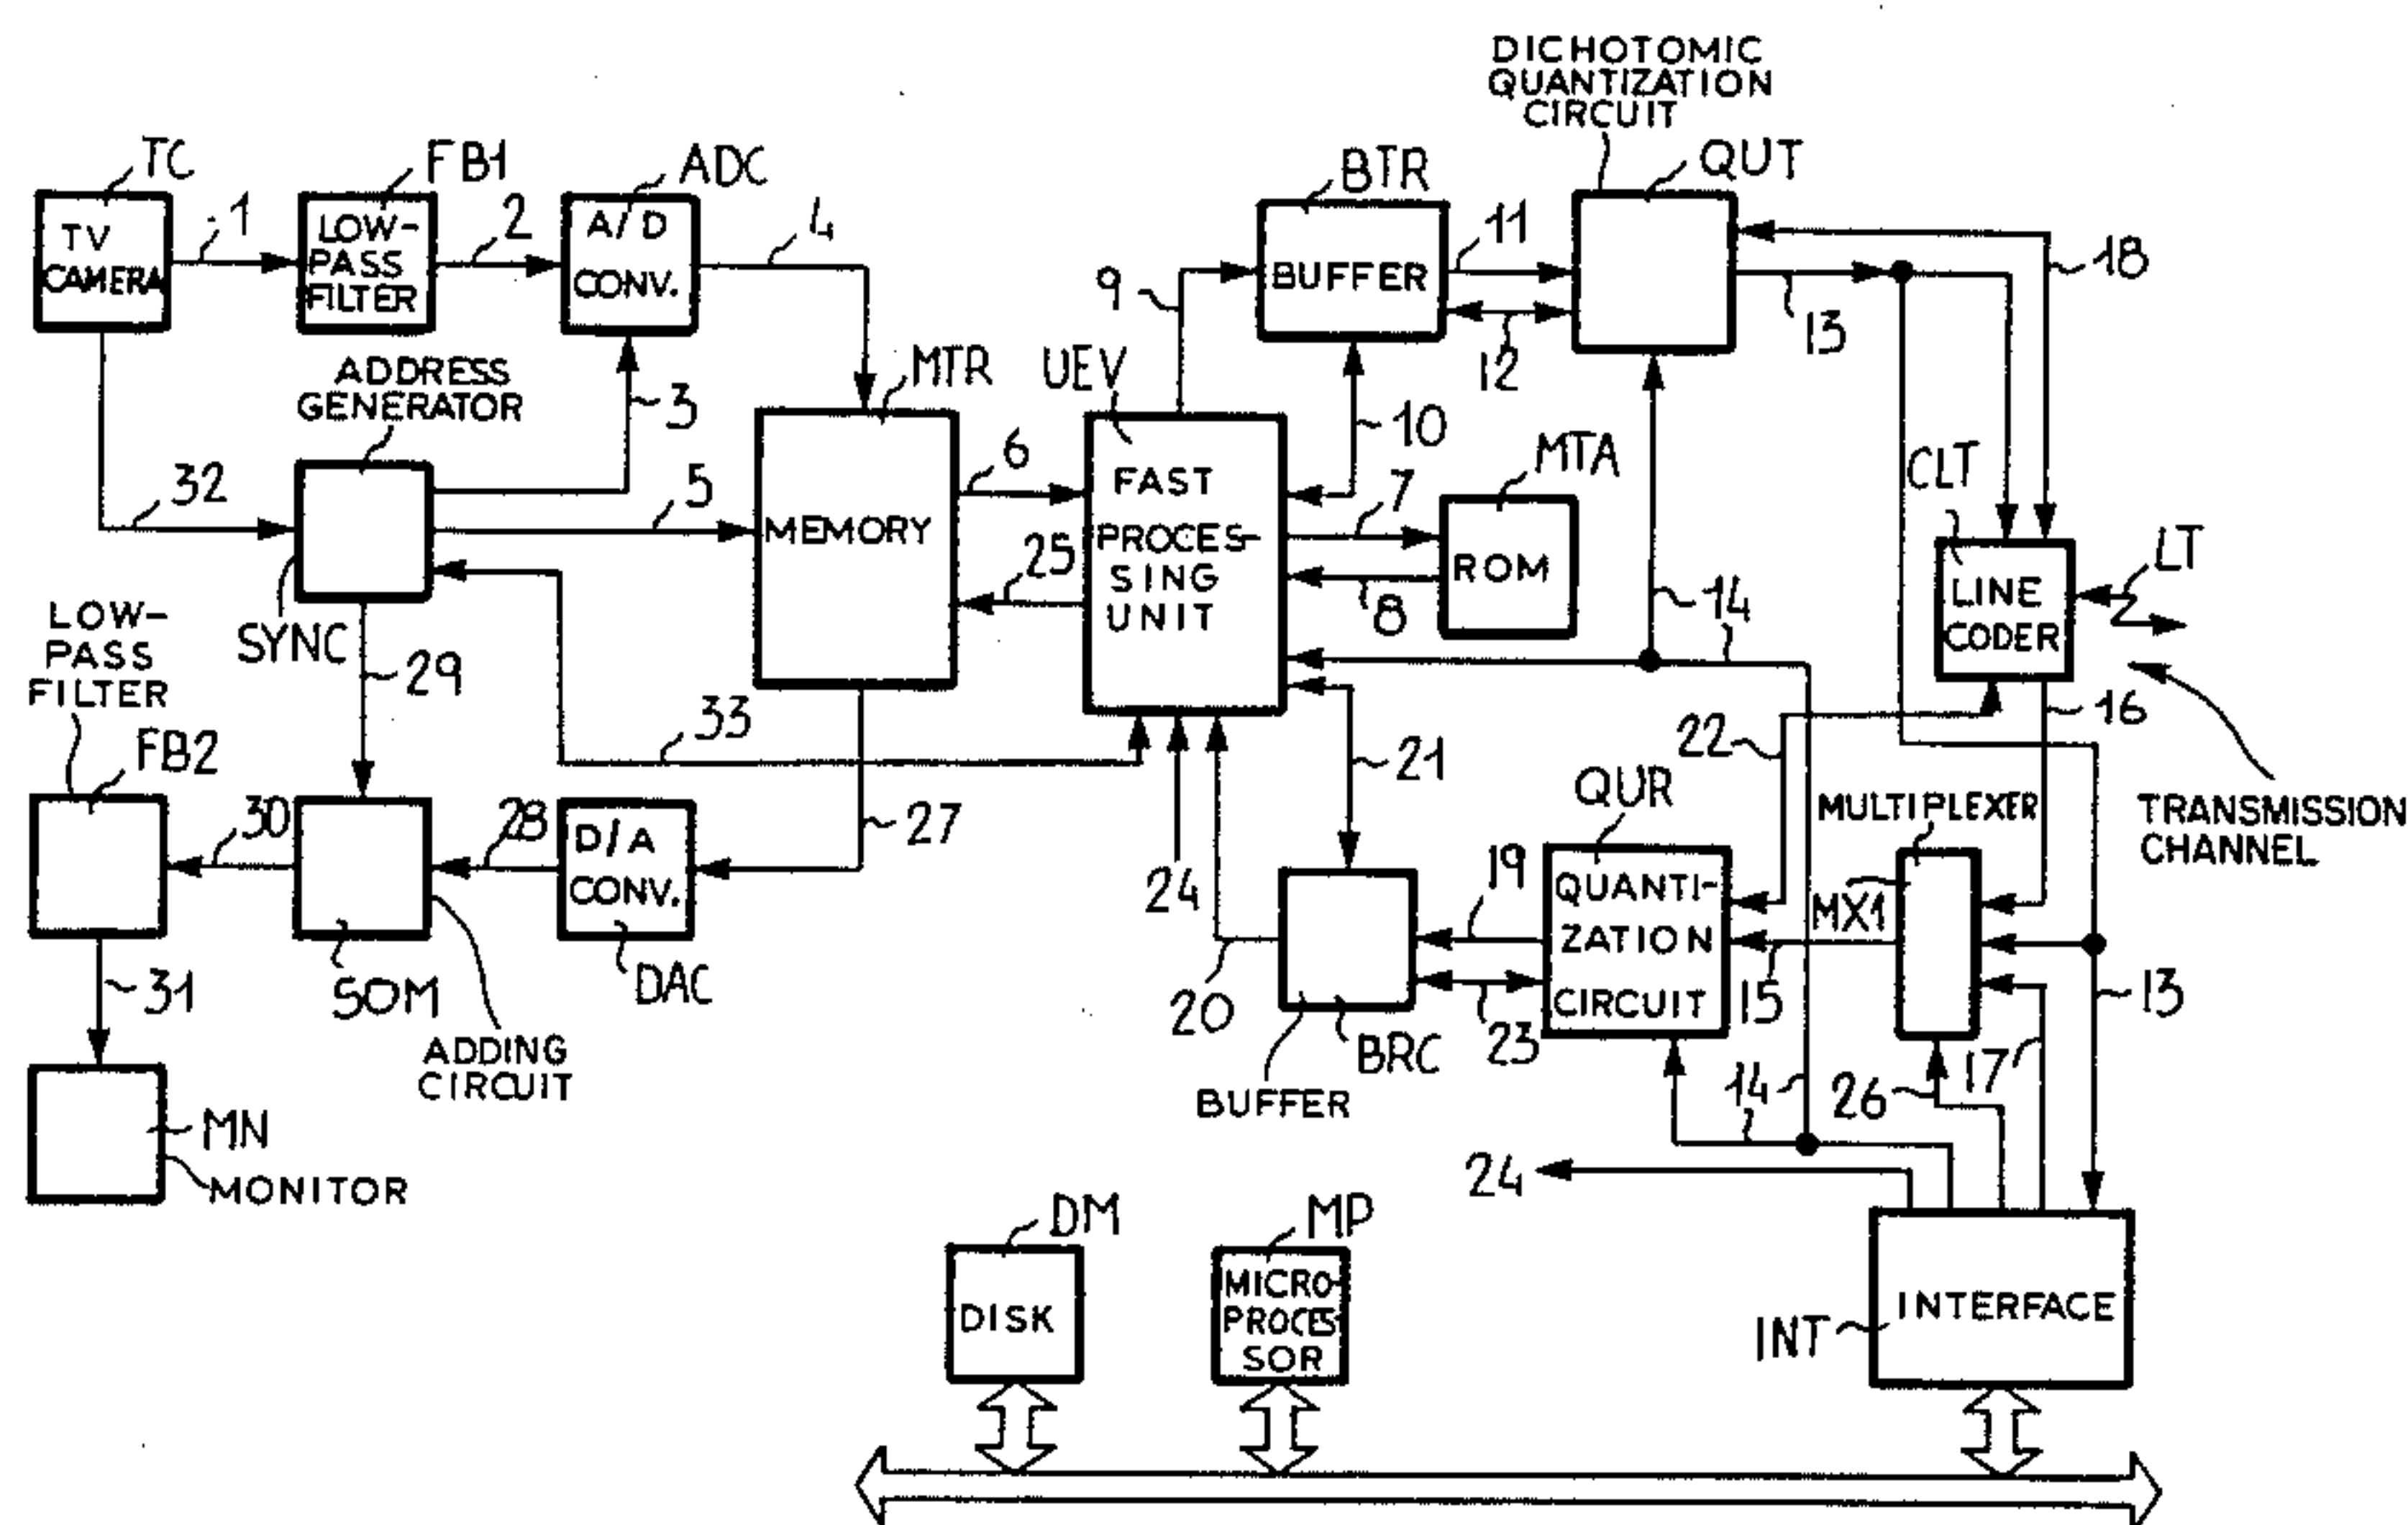 DICHOTOMIC
QUANTIZATION
CIRCUIT
TC
FB1
ADC
BTR
QUT
TV
CAMERA
1
LOW-
PASS
FILTER
2
A/D
CONV.
4
9
BUFFER
11
12
13
18
ADDRESS
GENERATOR
3
MTR
UEV
10
MTA
CLT
32
5
6
7
MEMORY
FAST
PROCES-
SING
UNIT
25
8
ROM
LINE
CODER
LT
SYNC
29
14
16
LOW-
PASS
FILTER
FB2
33
21
22
27
QUR
MULTIPLEXER
TRANSMISSION
CHANNEL
30
28
D/A
CONV.
24
19
QUANTI-
ZATION
CIRCUIT
MX1
15
31
SOM
DAC
20
23
BRC
13
17
ADDING
CIRCUIT
BUFFER
14
14
26
MN
MONITOR
24
DM
MP
DISK
MICRO-
PROCES
SOR
INT
INTERFACE